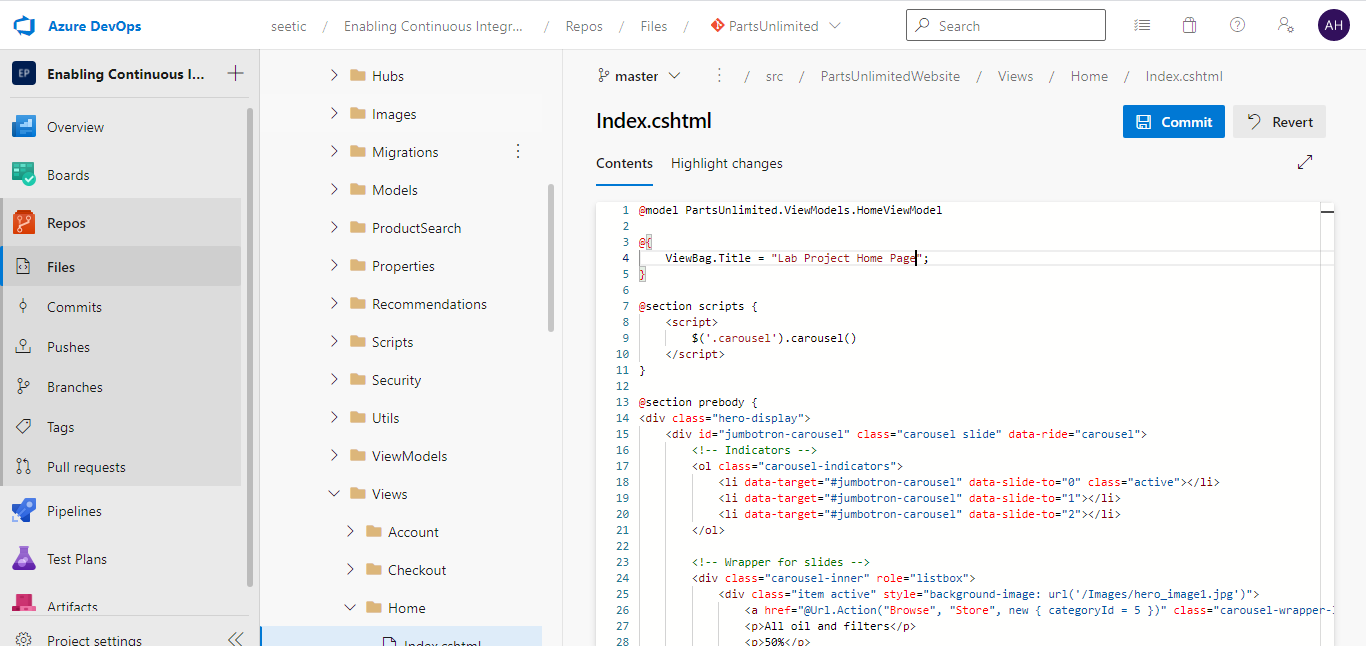 Azure DevOps
seetic / Enabling Continuous Integr... / Repos / Files / PartsUnlimited
Search
AH
EP Enabling Continuous I...
Overview
Boards
Repos
Files
Commits
Pushes
Branches
Tags
Pull requests
Pipelines
Test Plans
Artifacts
Project settings
Hubs
Images
Migrations
Models
ProductSearch
Properties
Recommendations
Scripts
Security
Utils
ViewModels
Views
Account
Checkout
Home
Index.cshtml
master / src / PartsUnlimitedWebsite / Views / Home / Index.cshtml
Index.cshtml
Commit
Revert
Contents Highlight changes
1 @model PartsUnlimited.ViewModels.HomeViewModel
2
3 @{
4 ViewBag.Title = "Lab Project Home Page";
5 }
6
7 @section scripts {
8 <script>
9 $('.carousel').carousel()
10 </script>
11 }
12
13 @section prebody {
14 <div class="hero-display">
15 <div id="jumbotron-carousel" class="carousel slide" data-ride="carousel">
16 <!-- Indicators -->
17 <ol class="carousel-indicators">
18 <li data-target="#jumbotron-carousel" data-slide-to="0" class="active"></li>
19 <li data-target="#jumbotron-carousel" data-slide-to="1"></li>
20 <li data-target="#jumbotron-carousel" data-slide-to="2"></li>
21 </ol>
22
23 <!-- Wrapper for slides -->
24 <div class="carousel-inner" role="listbox">
25 <div class="item active" style="background-image: url('/Images/hero_image1.jpg')">
26 <a href="@Url.Action("Browse", "Store", new { categoryId = 5 })" class="carousel-wrapper-
27 <p>All oil and filters</p>
28 <p>50%</p>